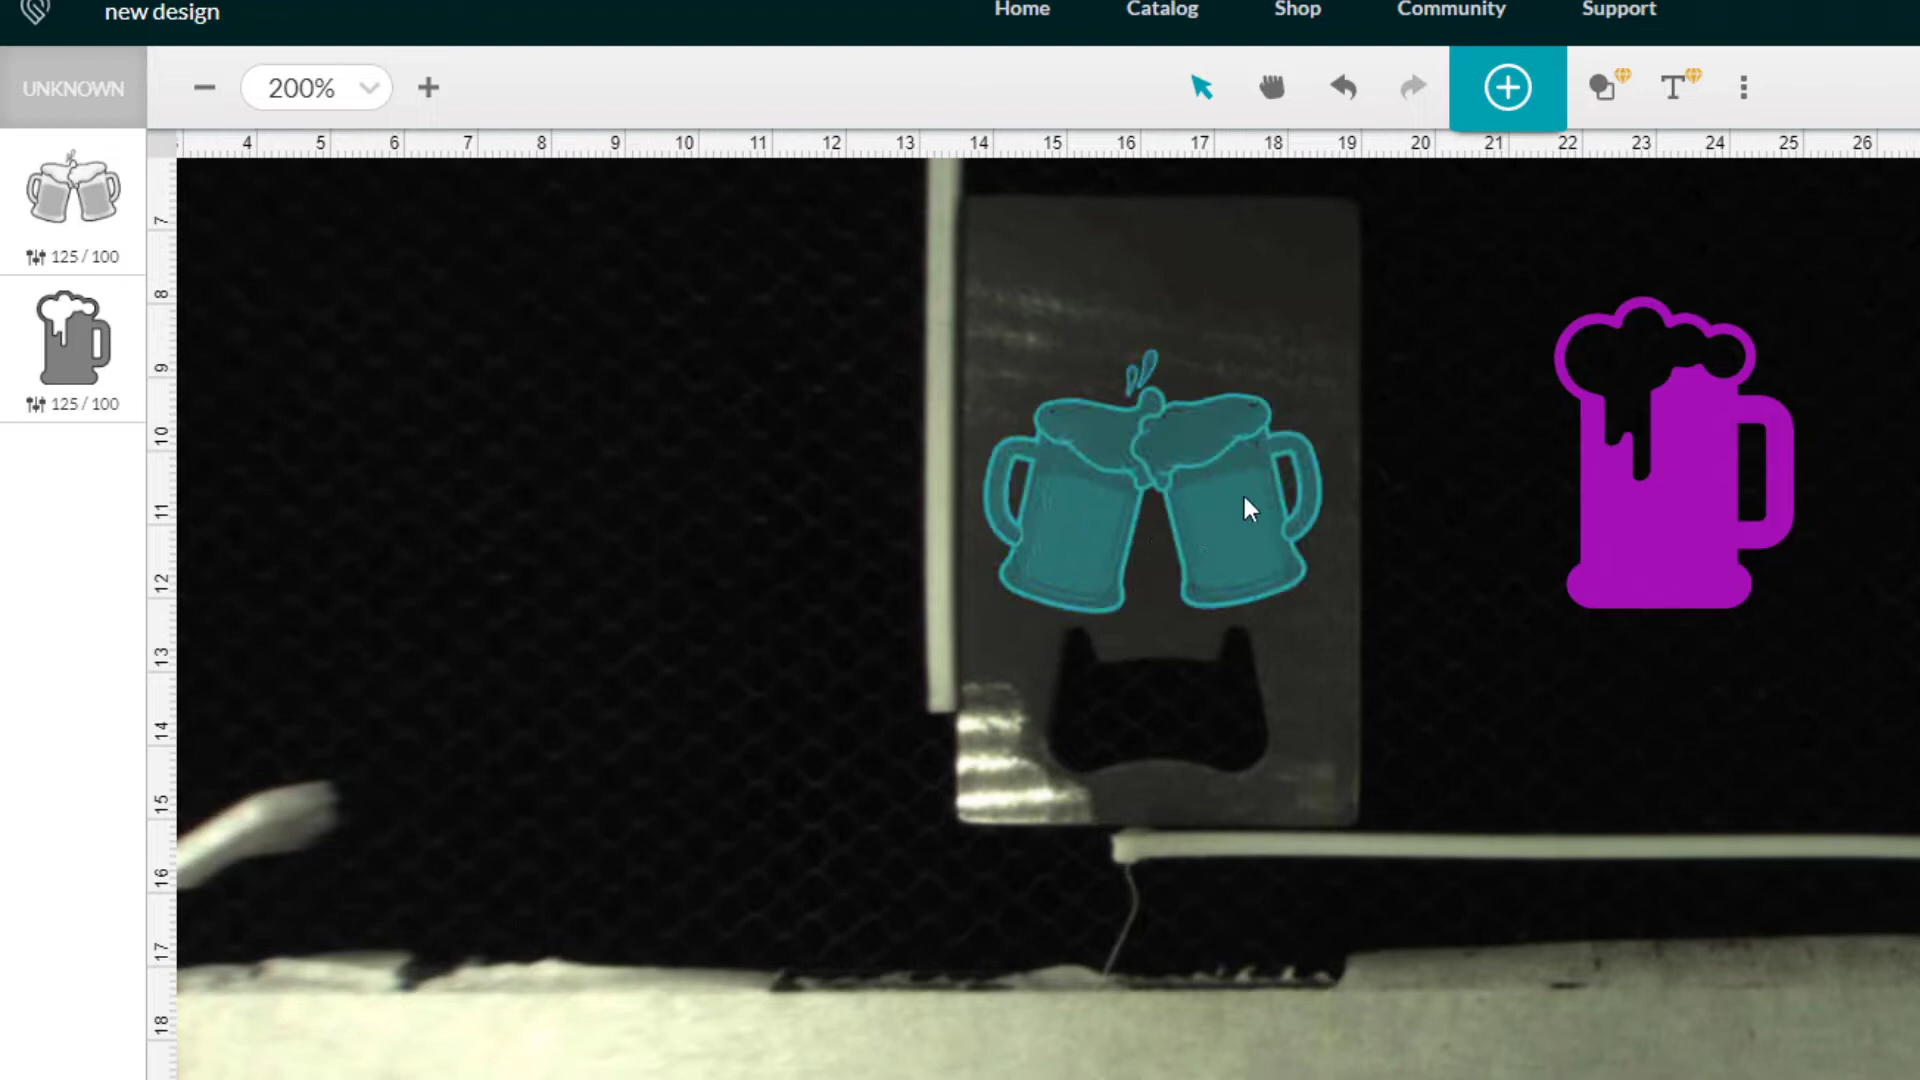 new design
Home Catalog Shop Community Support
UNKNOWN
200%
4 5 6 7 8 9 10 11 12 13 14 15 16 17 18 19 20 21 22 23 24 25 26
125 / 100
125 / 100
7
8
9
10
11
12
13
14
15
16
17
18